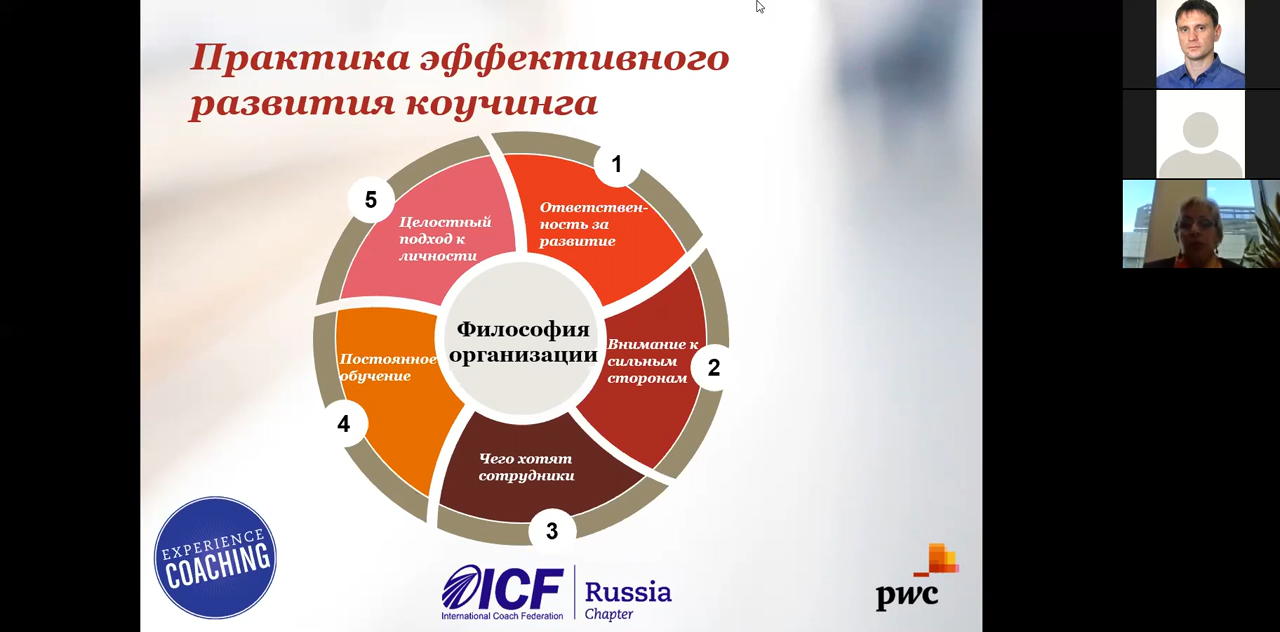 Практика эффективного
развития коучинга
1
Ответствен-
ность за
развитие
2
Внимание к
сильным
сторонам
3
Чего хотят
сотрудники
4
Постоянное
обучение
5
Целостный
подход к
личности
Философия
организации
EXPERIENCE
COACHING
ICF
International Coach Federation
Russia
Chapter
pwc